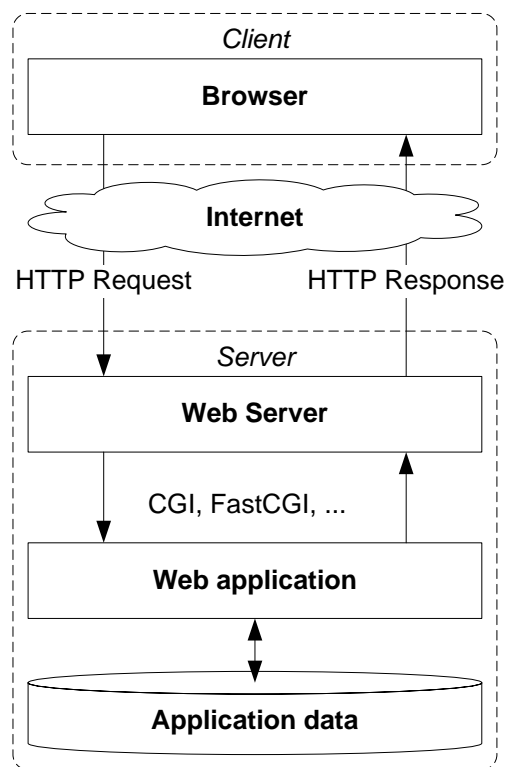 Client
Browser
Internet
HTTP Request
HTTP Response
Server
Web Server
CGI, FastCGI, ...
Web application
Application data